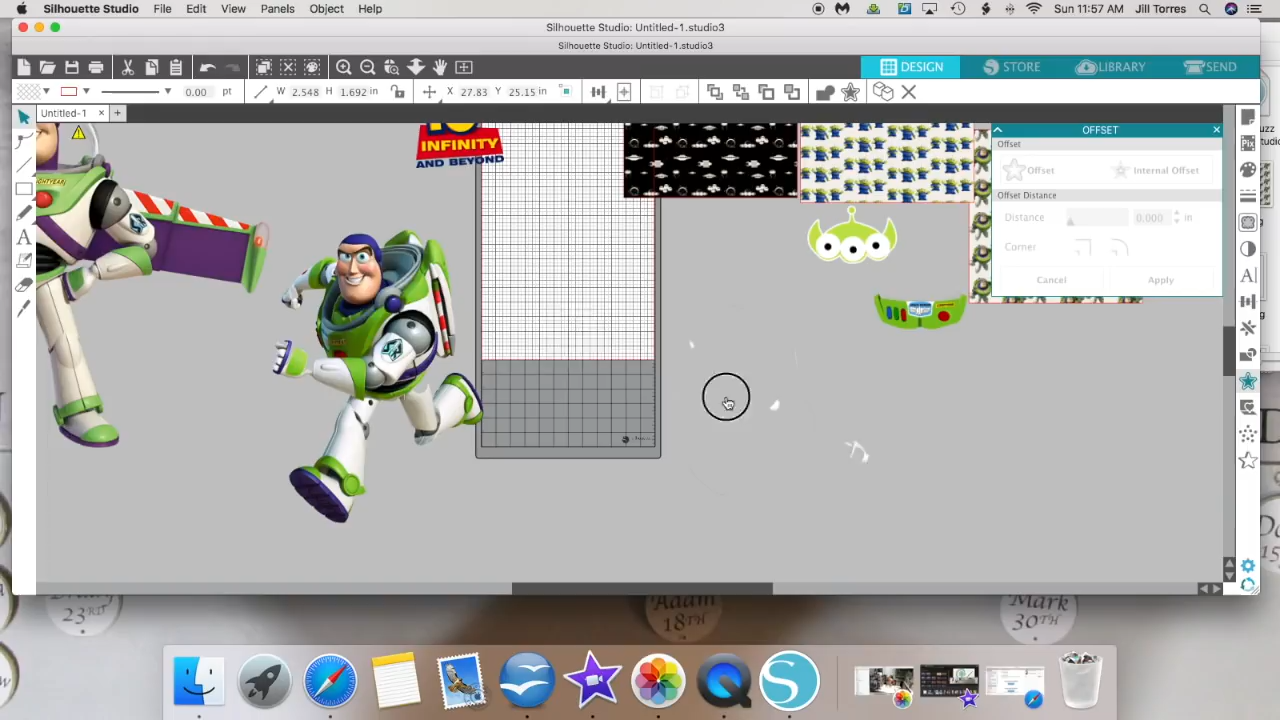 Silhouette Studio File Edit View Panels Object Help Sun 11:57 AM Jill Torres
Silhouette Studio: Untitled-1.studio3
Silhouette Studio: Untitled-1.studio3
DESIGN STORE LIBRARY SEND
0.00 pt W 2.548 H 1.692 in X 27.83 Y 25.15 in
Untitled-1 × +
OFFSET
Offset
Offset Internal Offset
Offset Distance
Distance 0.000 in
Corner
Cancel Apply
INFINITY
AND BEYOND
23RD
Adam
18TH
Mark
30TH